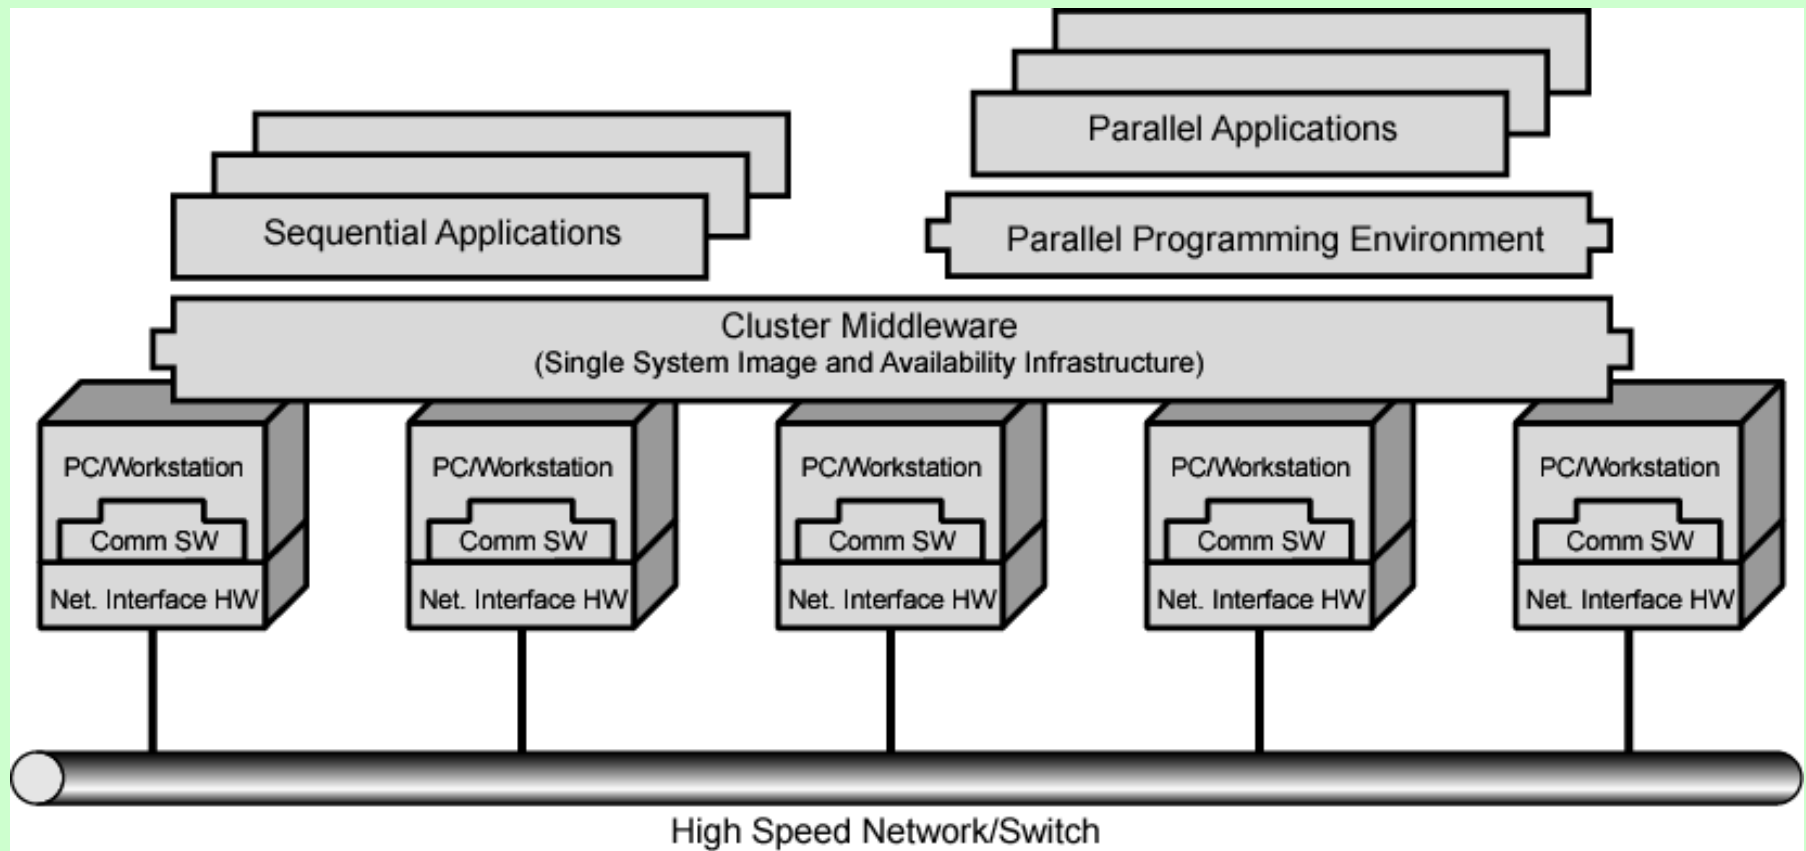 Parallel Applications
Sequential Applications
Parallel Programming Environment
Cluster Middleware
(Single System Image and Availability Infrastructure)
PC/Workstation
Comm SW
Net. Interface HW
PC/Workstation
Comm SW
Net. Interface HW
PC/Workstation
Comm SW
Net. Interface HW
PC/Workstation
Comm SW
Net. Interface HW
PC/Workstation
Comm SW
Net. Interface HW
High Speed Network/Switch